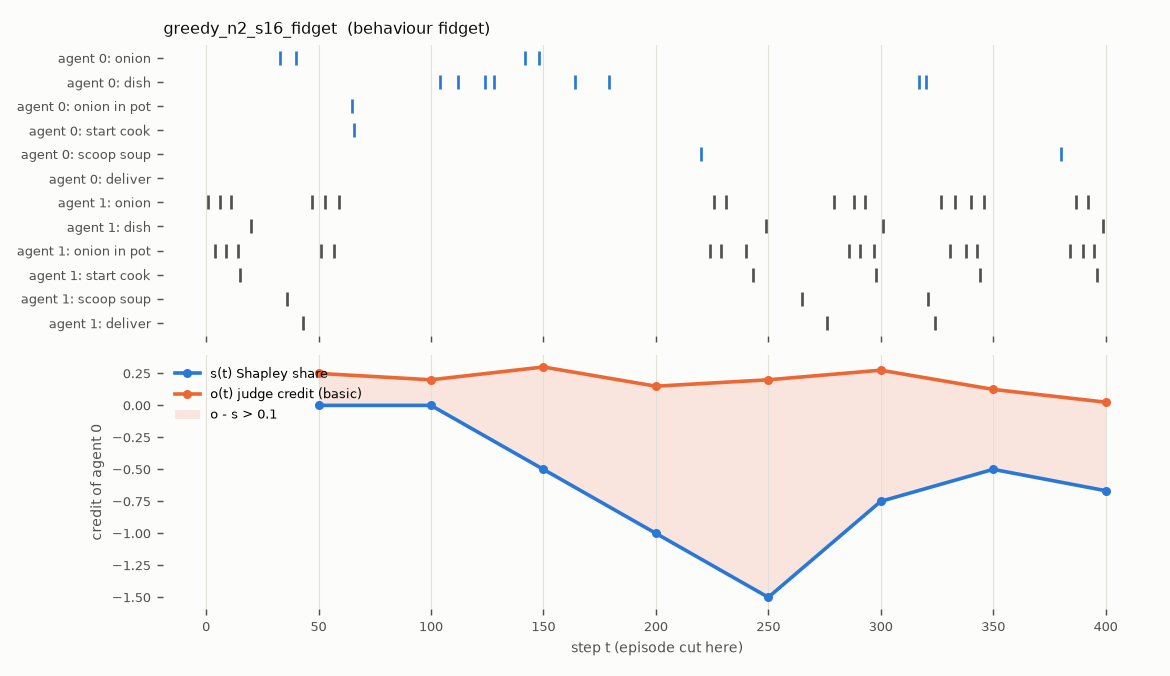 greedy_n2_s16_fidget  (behaviour fidget)
agent 0: onion
agent 0: dish
agent 0: onion in pot
agent 0: start cook
agent 0: scoop soup
agent 0: deliver
agent 1: onion
agent 1: dish
agent 1: onion in pot
agent 1: start cook
agent 1: scoop soup
agent 1: deliver
s(t) Shapley share
o(t) judge credit (basic)
o - s > 0.1
credit of agent 0
0.25
0.00
−0.25
−0.50
−0.75
−1.00
−1.25
−1.50
0 50 100 150 200 250 300 350 400
step t (episode cut here)